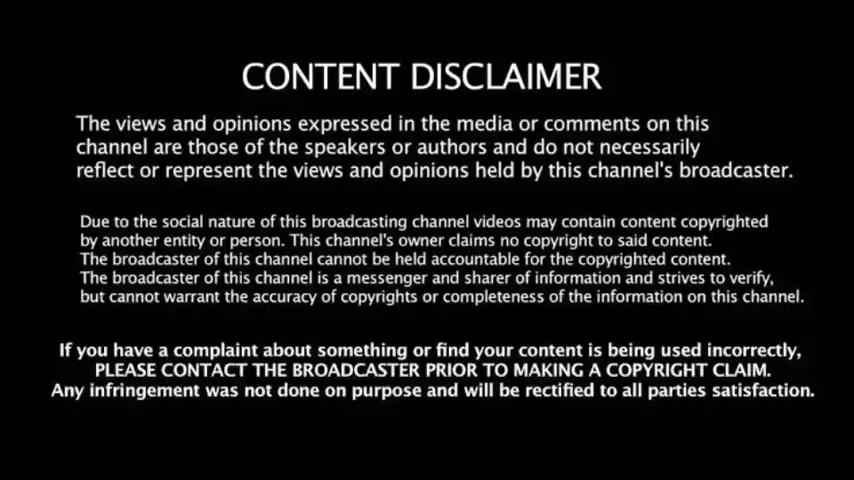 CONTENT DISCLAIMER
The views and opinions expressed in the media or comments on this
channel are those of the speakers or authors and do not necessarily
reflect or represent the views and opinions held by this channel's broadcaster.
Due to the social nature of this broadcasting channel videos may contain content copyrighted
by another entity or person. This channel's owner claims no copyright to said content.
The broadcaster of this channel cannot be held accountable for the copyrighted content.
The broadcaster of this channel is a messenger and sharer of information and strives to verify,
but cannot warrant the accuracy of copyrights or completeness of the information on this channel.
If you have a complaint about something or find your content is being used incorrectly,
PLEASE CONTACT THE BROADCASTER PRIOR TO MAKING A COPYRIGHT CLAIM.
Any infringement was not done on purpose and will be rectified to all parties satisfaction.